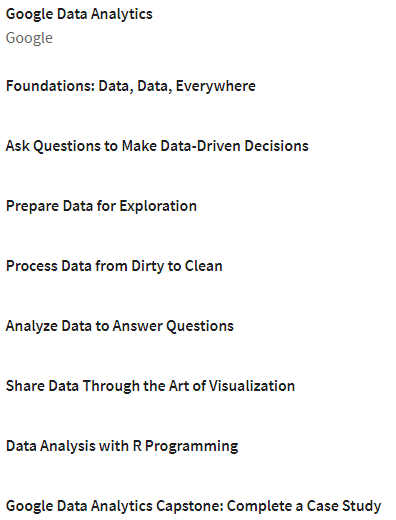 Google Data Analytics
Google
Foundations: Data, Data, Everywhere
Ask Questions to Make Data-Driven Decisions
Prepare Data for Exploration
Process Data from Dirty to Clean
Analyze Data to Answer Questions
Share Data Through the Art of Visualization
Data Analysis with R Programming
Google Data Analytics Capstone: Complete a Case Study